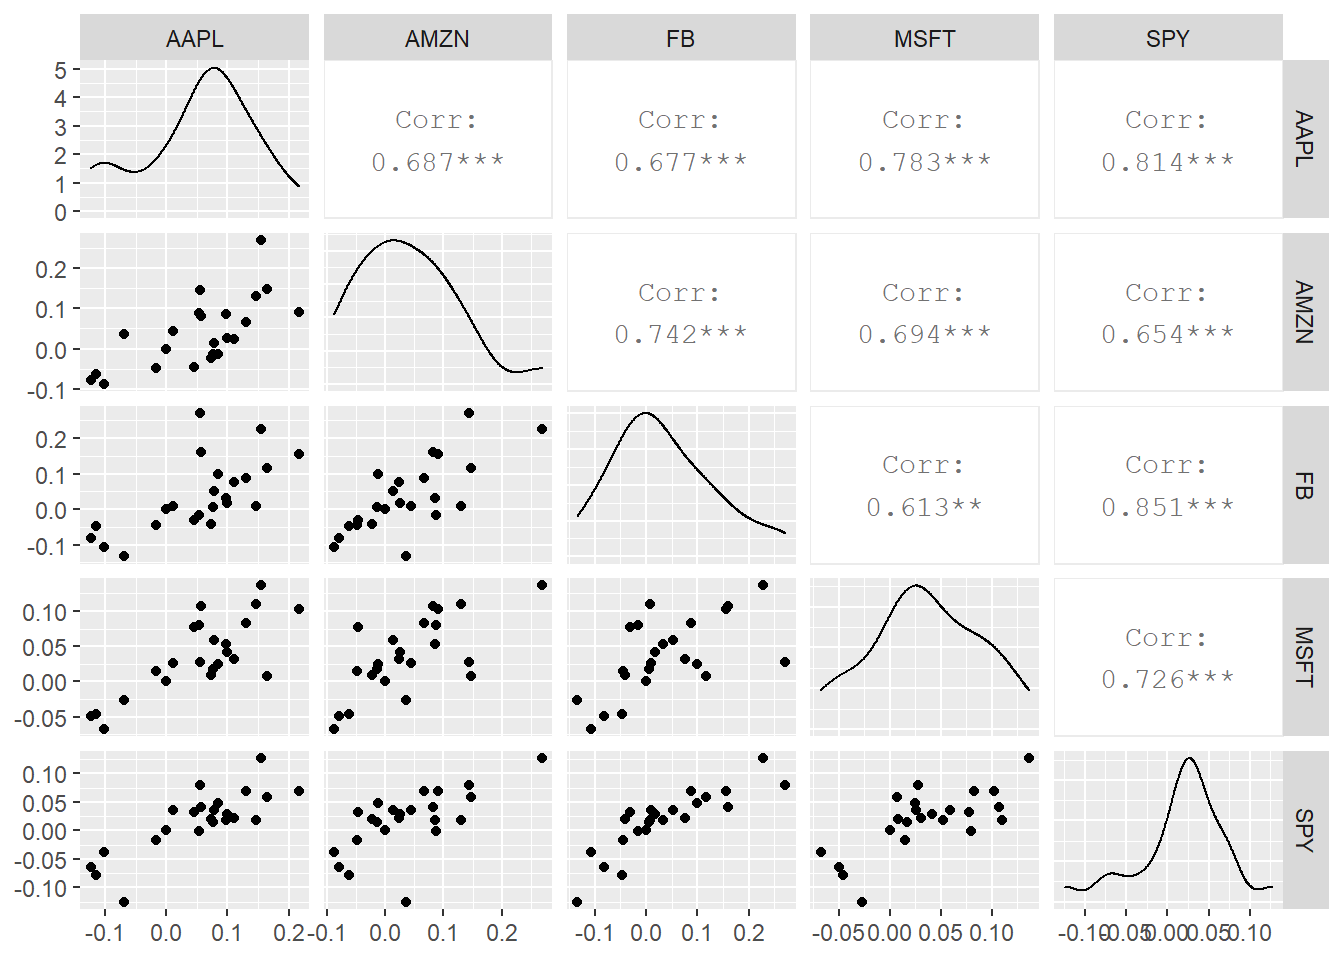 AAPL AMZN FB MSFT SPY
5
4
3
2
1
0
Corr:
0.687***
Corr:
0.677***
Corr:
0.783***
Corr:
0.814***
AAPL
0.2
0.1
0.0
-0.1
Corr:
0.742***
Corr:
0.694***
Corr:
0.654***
AMZN
0.2
0.1
0.0
-0.1
Corr:
0.613**
Corr:
0.851***
FB
0.10
0.05
0.00
-0.05
Corr:
0.726***
MSFT
0.10
0.05
0.00
-0.05
-0.10
SPY
-0.1 0.0 0.1 0.2 -0.1 0.0 0.1 0.2 -0.1 0.0 0.1 0.2 -0.05 0.00 0.05 0.10 -0.10 -0.05 0.00 0.05 0.10